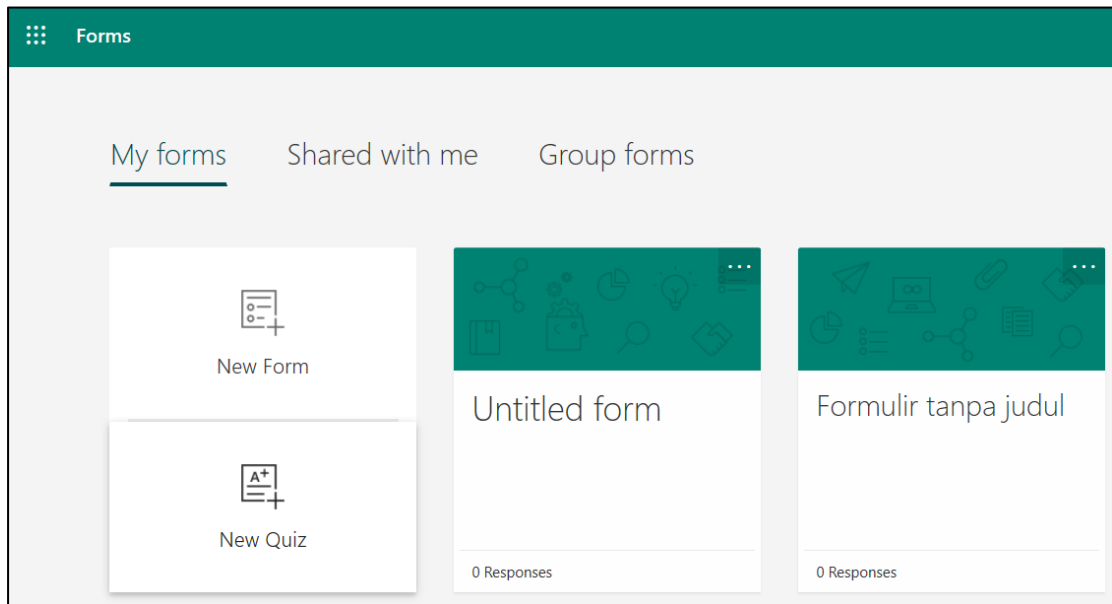 Forms
My forms
Shared with me
Group forms
New Form
New Quiz
A+
Untitled form
0 Responses
Formulir tanpa judul
0 Responses